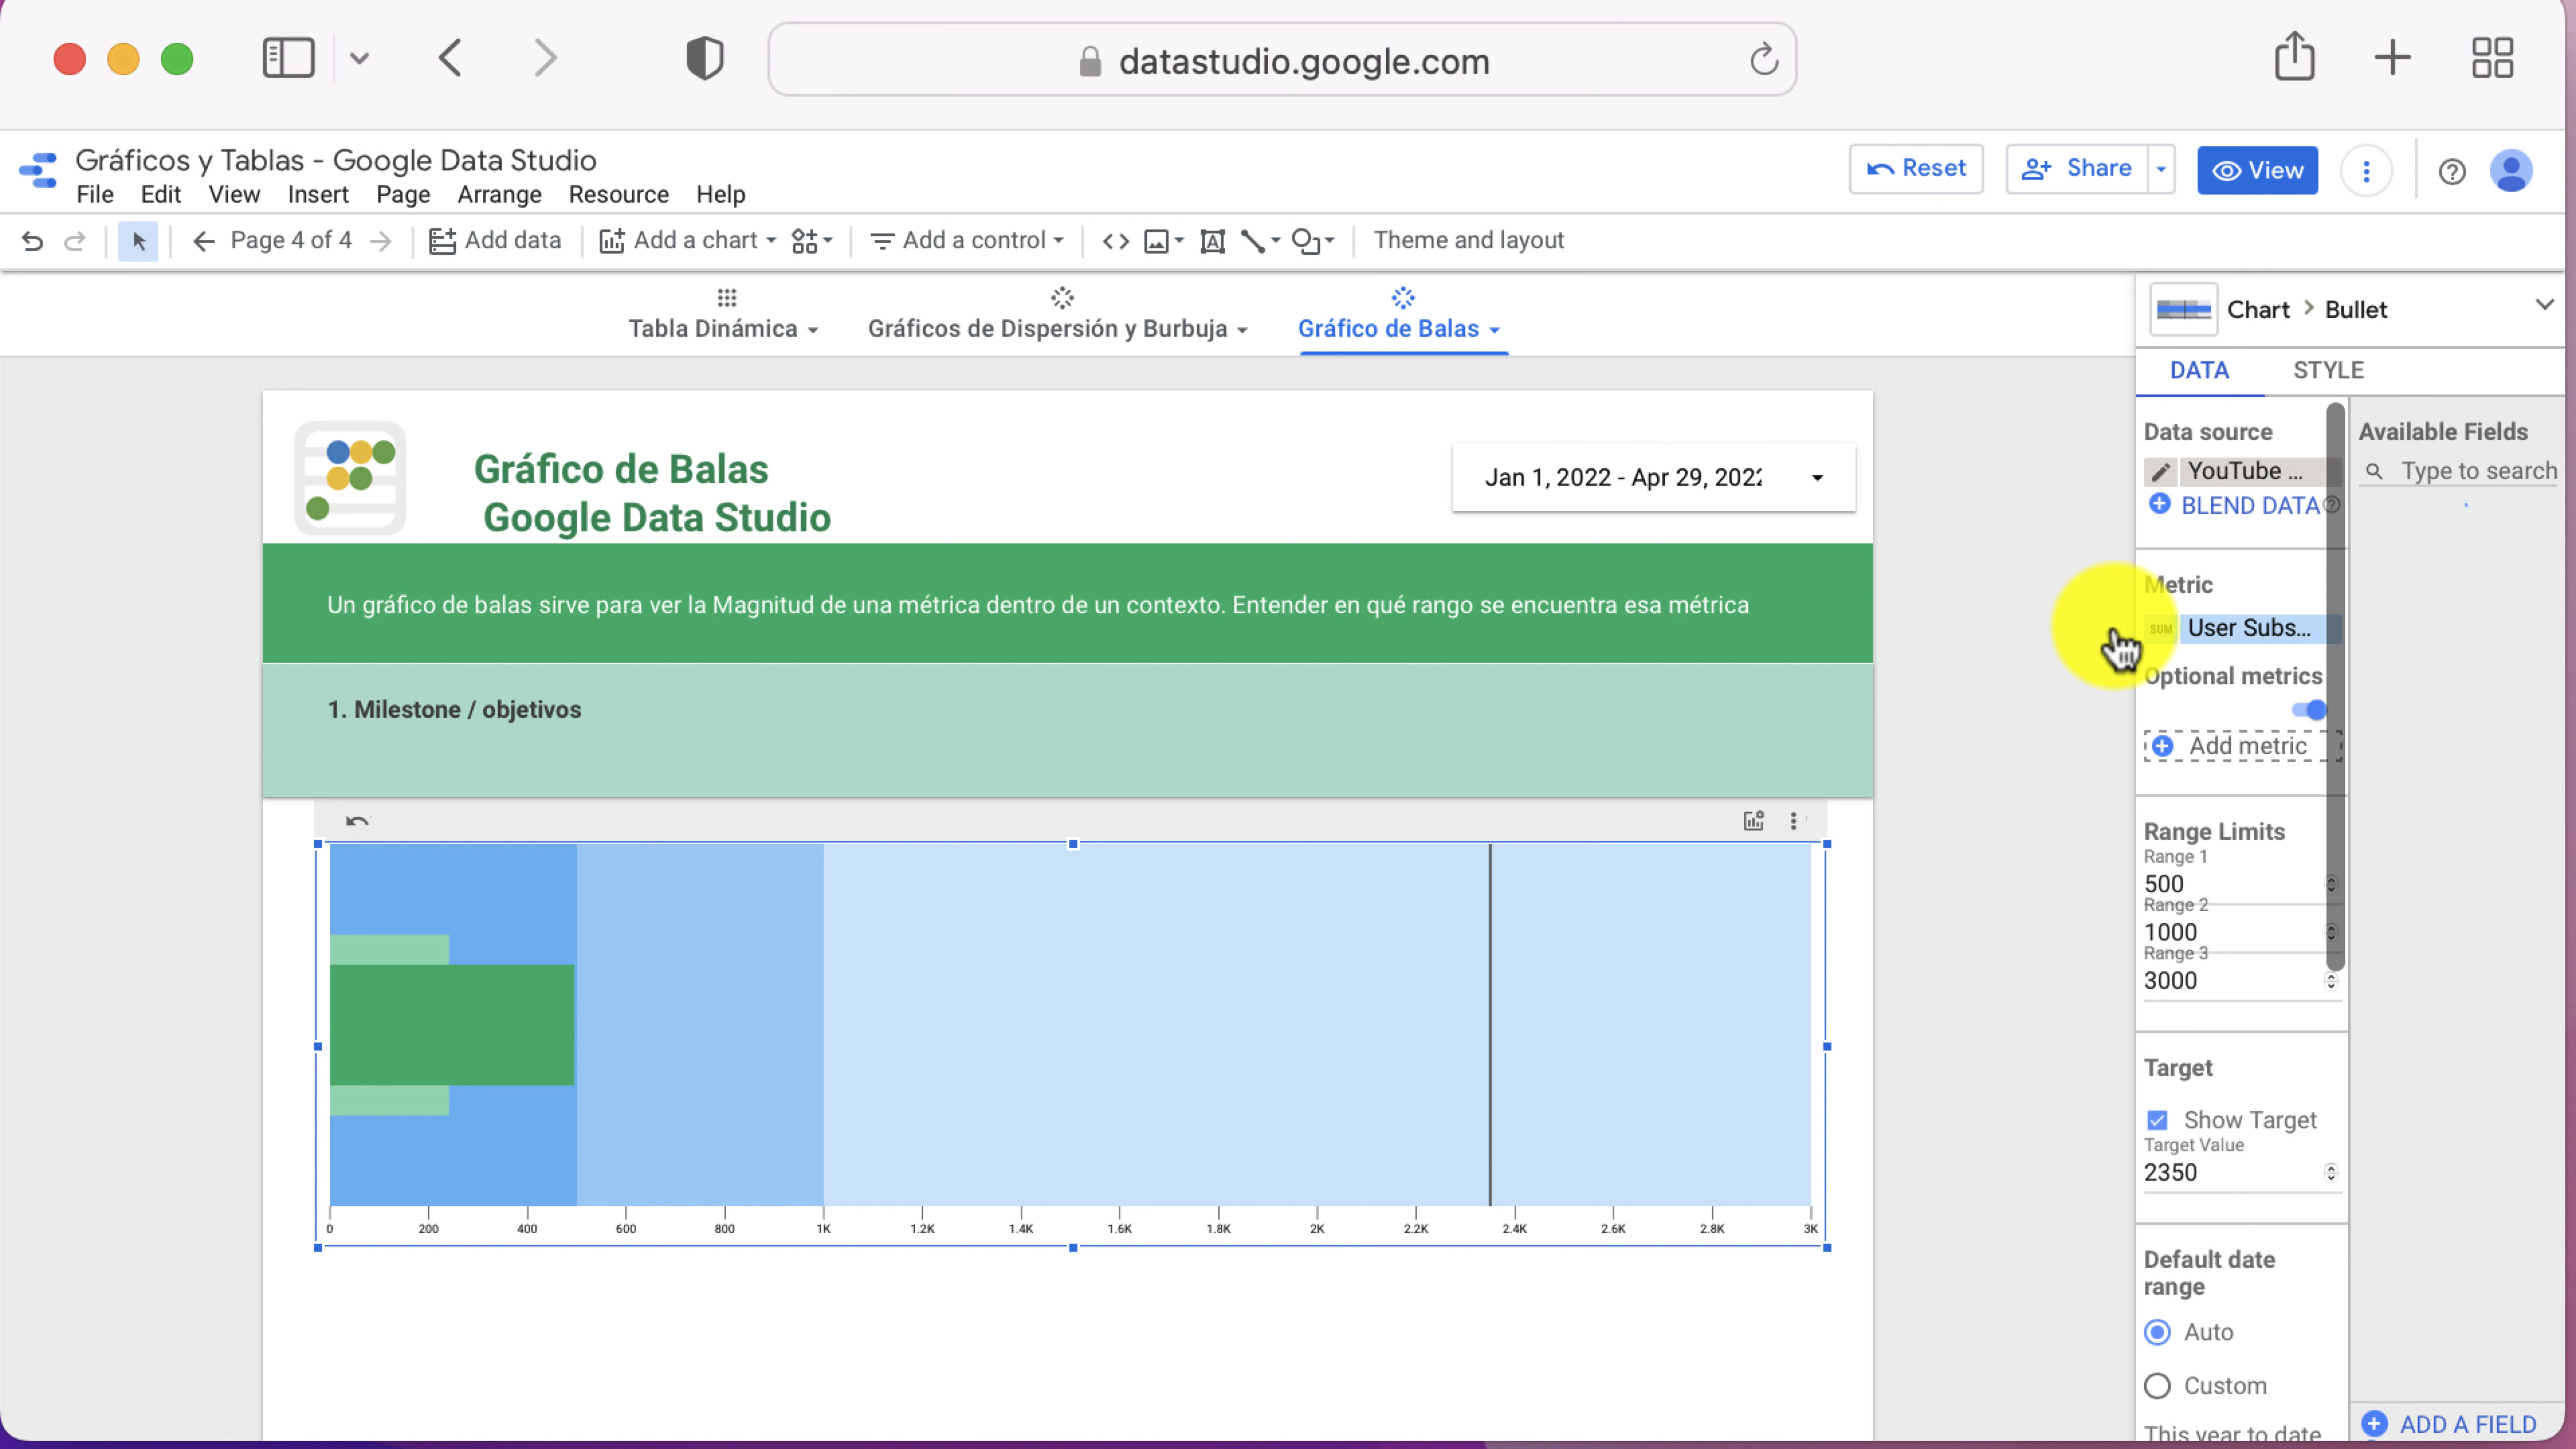 datastudio.google.com
Gráficos y Tablas - Google Data Studio
File Edit View Insert Page Arrange Resource Help
Reset Share View
Page 4 of 4 Add data Add a chart Add a control Theme and layout
Tabla Dinámica Gráficos de Dispersión y Burbuja Gráfico de Balas
Chart > Bullet
DATA STYLE
Gráfico de Balas
Google Data Studio
Jan 1, 2022 - Apr 29, 2022
Un gráfico de balas sirve para ver la Magnitud de una métrica dentro de un contexto. Entender en qué rango se encuentra esa métrica
1. Milestone / objetivos
0 200 400 600 800 1K 1.2K 1.4K 1.6K 1.8K 2K 2.2K 2.4K 2.6K 2.8K 3K
Data source
YouTube ...
BLEND DATA
Metric
SUM User Subs...
Optional metrics
Add metric
Range Limits
Range 1
500
Range 2
1000
Range 3
3000
Target
Show Target
Target Value
2350
Default date
range
Auto
Custom
This year to date
Available Fields
Type to search
ADD A FIELD